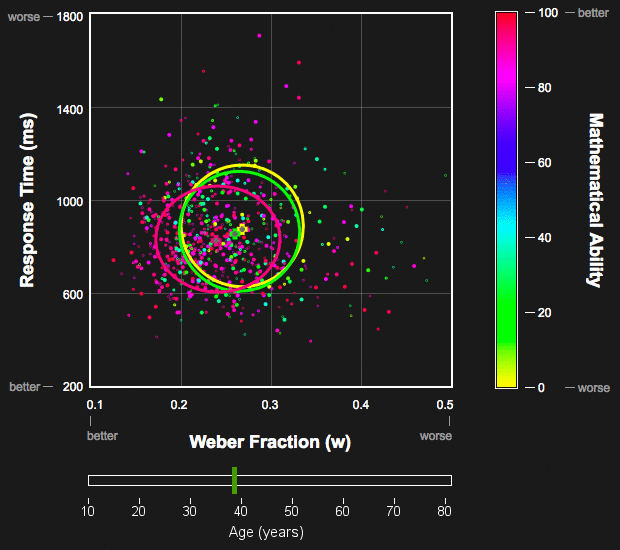 worse
1800
1400
1000
600
200
better
Response Time (ms)
0.1
0.2
0.3
0.4
0.5
better
worse
Weber Fraction (w)
10
20
30
40
50
60
70
80
Age (years)
100
better
80
60
40
20
0
worse
Mathematical Ability